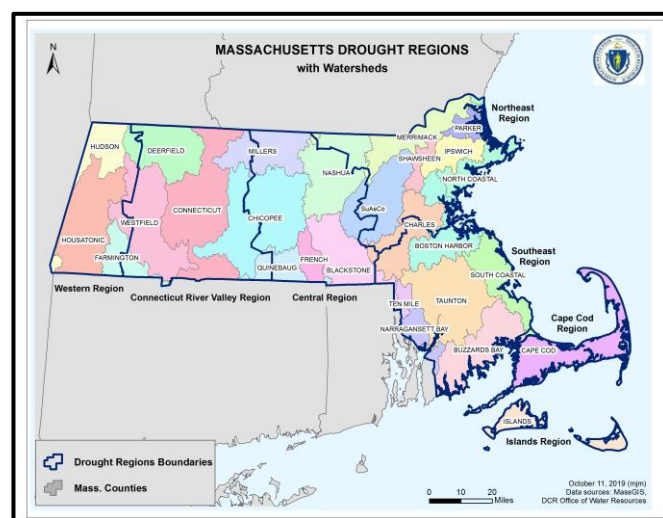 MASSACHUSETTS DROUGHT REGIONS
with Watersheds
N
Northeast
Region
MERRIMACK
PARKER
HUDSON
DEERFIELD
MILLERS
NASHUA
SHAWSHEEN
IPSWICH
NORTH COASTAL
SuAsCo
WESTFIELD
CONNECTICUT
CHICOPEE
CHARLES
HOUSATONIC
FARMINGTON
QUINEBAUG
FRENCH
BLACKSTONE
BOSTON HARBOR
Southeast
Region
SOUTH COASTAL
Western Region
Connecticut River Valley Region
Central Region
TEN MILE
TAUNTON
Cape Cod
Region
NARRAGANSETT BAY
BUZZARDS BAY
CAPE COD
ISLANDS
Islands Region
Drought Regions Boundaries
Mass. Counties
0 10 20
Miles
October 11, 2019 (mjm)
Data sources: MassGIS,
DCR Office of Water Resources